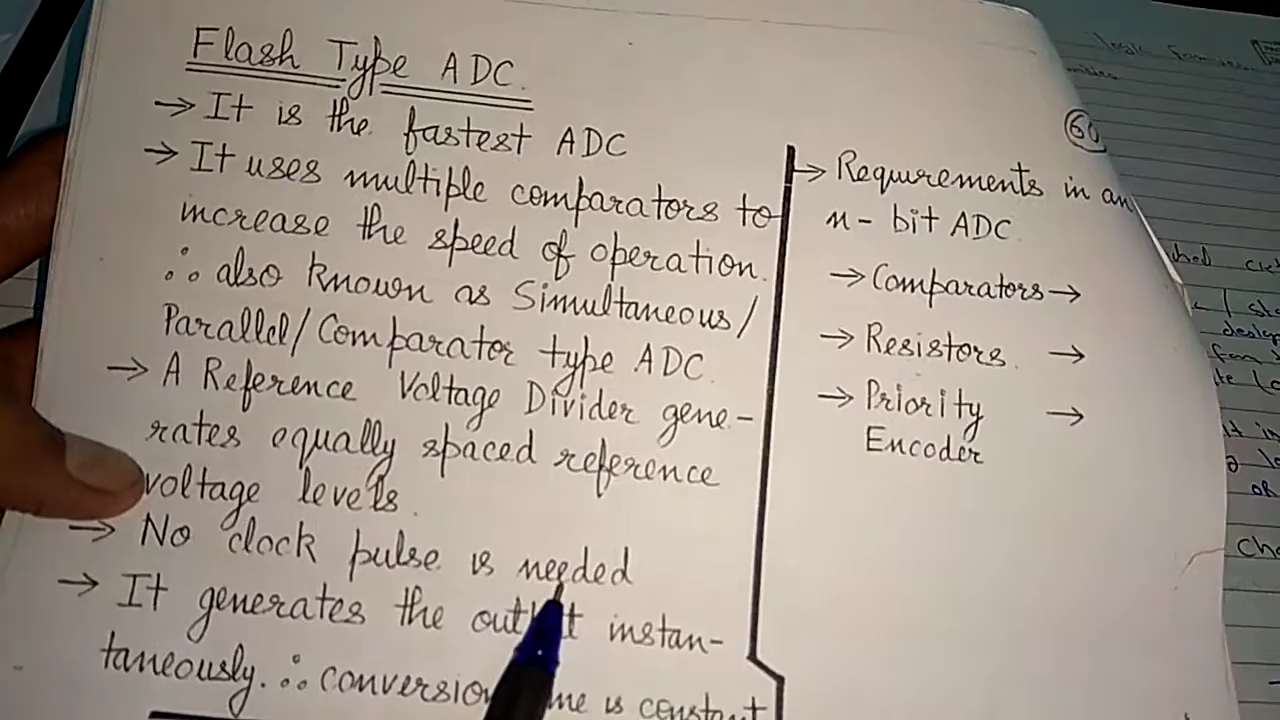 Flash Type ADC.
→ It is the fastest ADC
→ It uses multiple comparators to
increase the speed of operation.
∴ also known as Simultaneous/
Parallel/Comparator type ADC.
→ A Reference Voltage Divider gene-
rates equally spaced reference
voltage levels.
→ No clock pulse is needed
→ It generates the instan-
taneously. ∴ is constant
60
→ Requirements in an
n-bit ADC
→ Comparators →
→ Resistors →
→ Priority →
Encoder